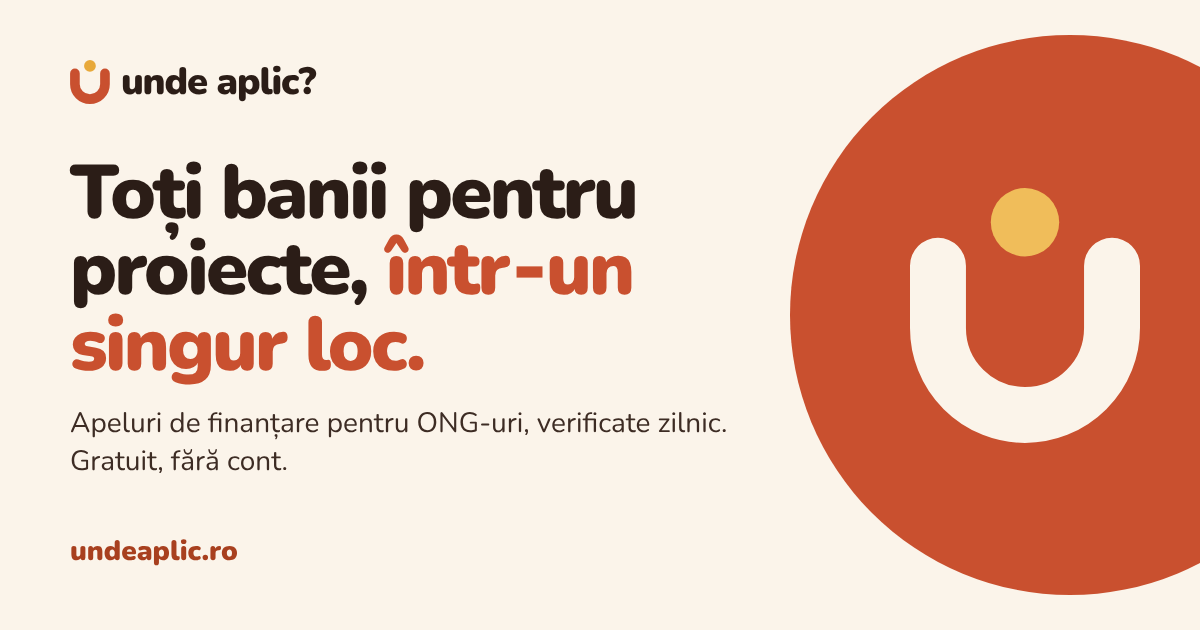 unde aplic?
Toți banii pentru
proiecte, într-un
singur loc.
Apeluri de finanțare pentru ONG-uri, verificate zilnic.
Gratuit, fără cont.
undeaplic.ro